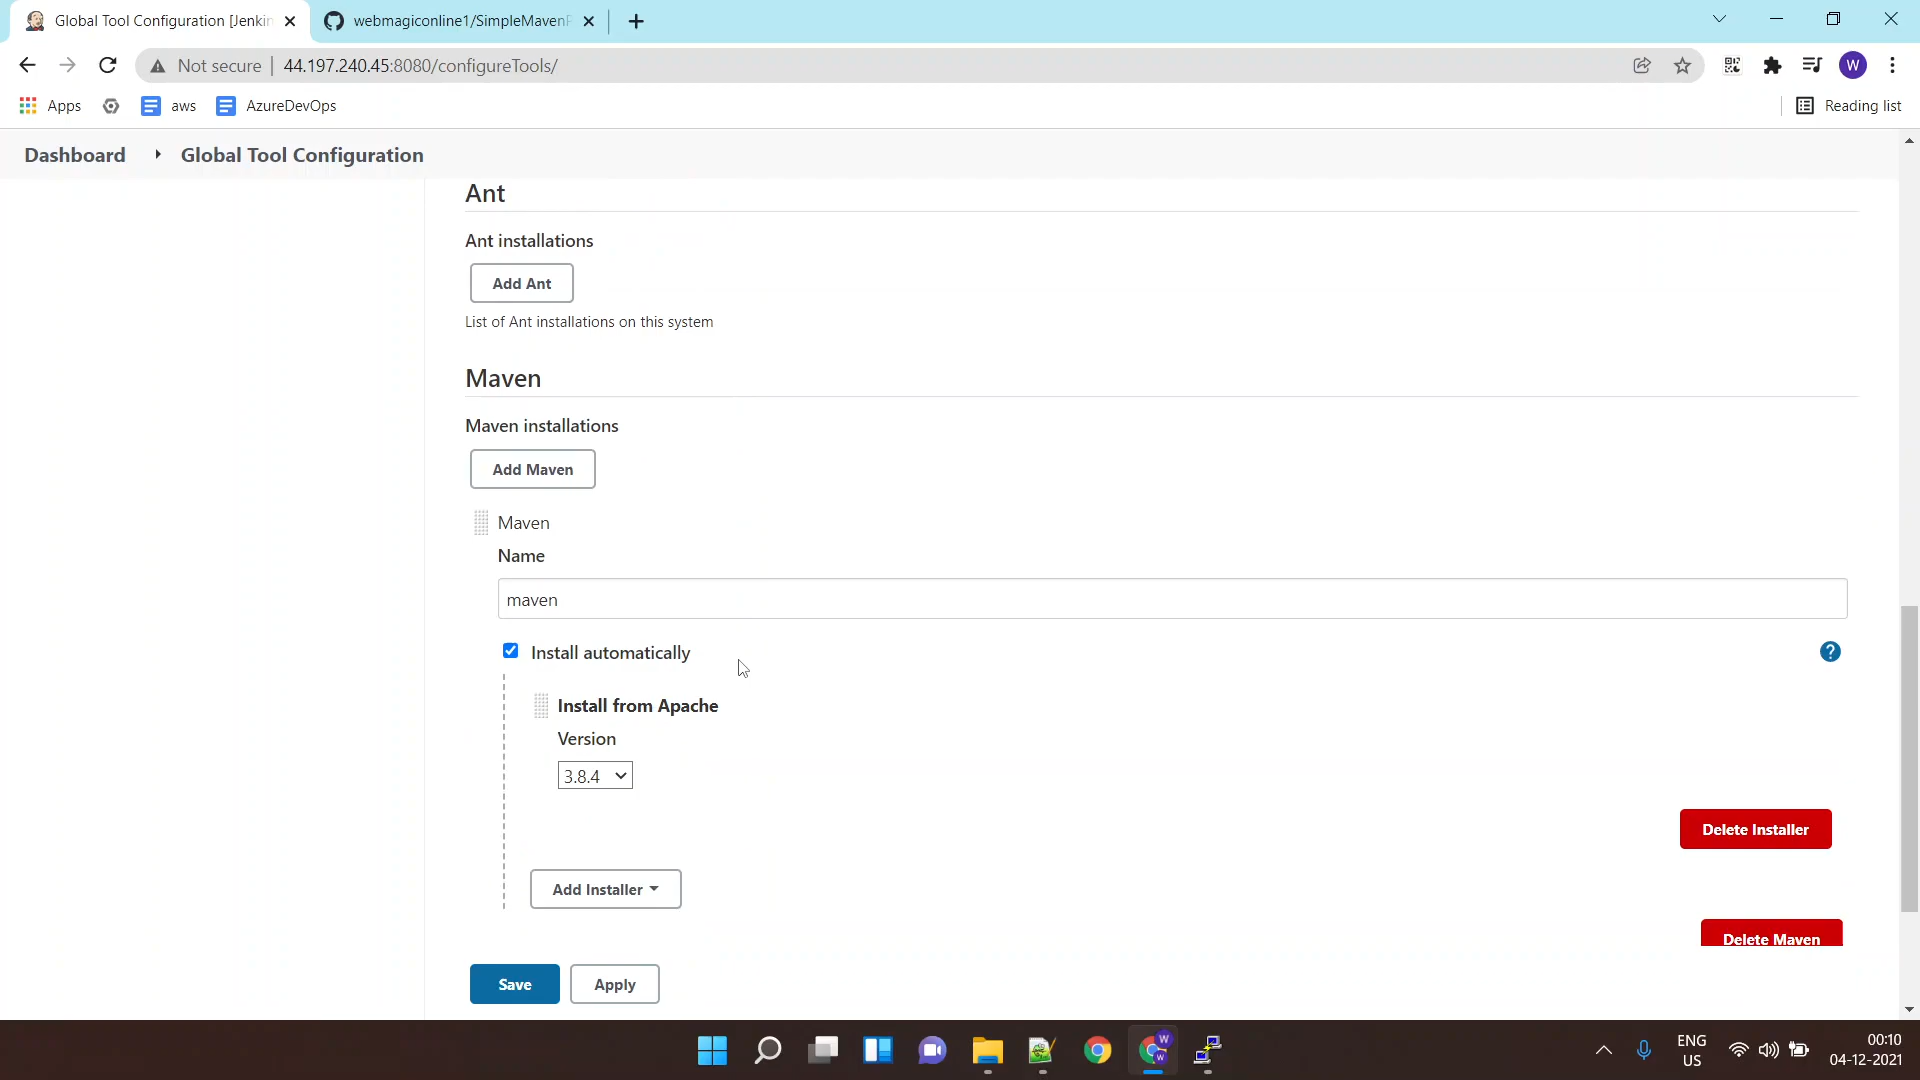 Global Tool Configuration [Jenkin
webmagiconline1/SimpleMavenP
Not secure
44.197.240.45:8080/configureTools/
W
Apps
aws
AzureDevOps
Reading list
Dashboard
Global Tool Configuration
Ant
Ant installations
Add Ant
List of Ant installations on this system
Maven
Maven installations
Add Maven
Maven
Name
maven
Install automatically
?
Install from Apache
Version
3.8.4
Delete Installer
Add Installer
Delete Maven
Save
Apply
W
W
ENG
US
00:10
04-12-2021